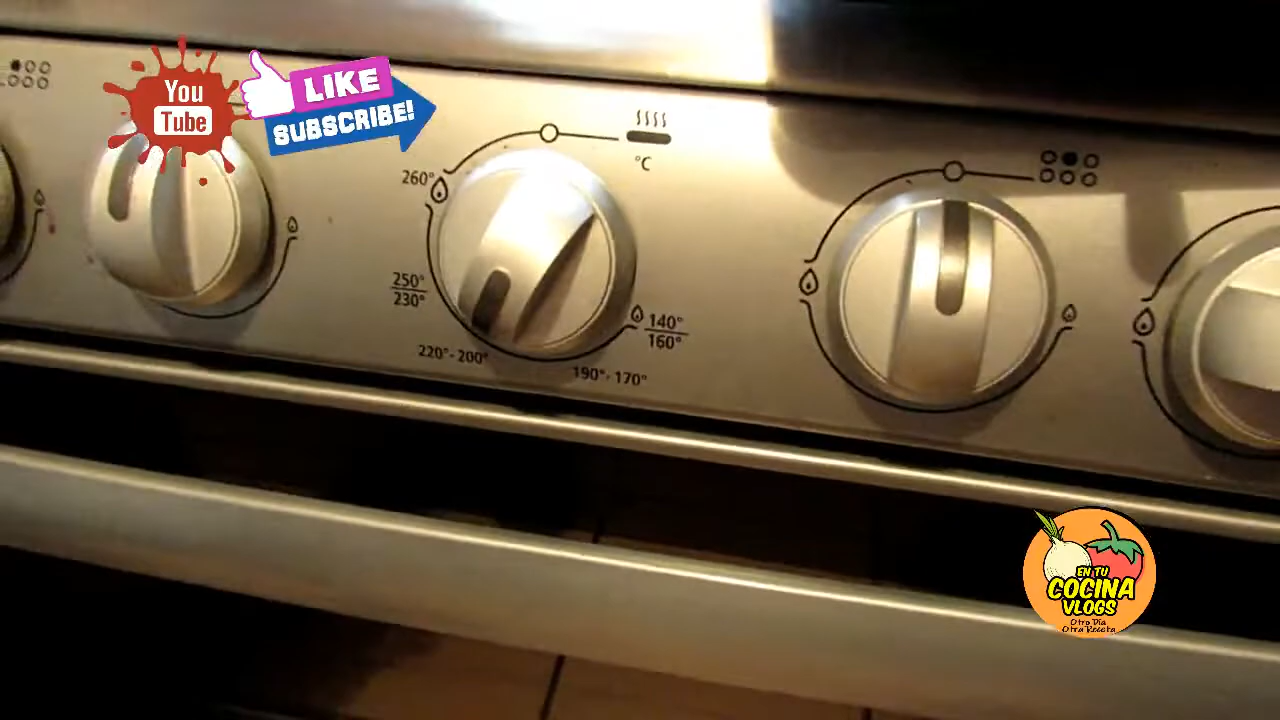 You
Tube
LIKE
SUBSCRIBE!
°C
260°
250°
230°
220°-200°
190°-170°
140°
160°
EN TU
COCINA
VLOGS
Otro Día
Otra Receta